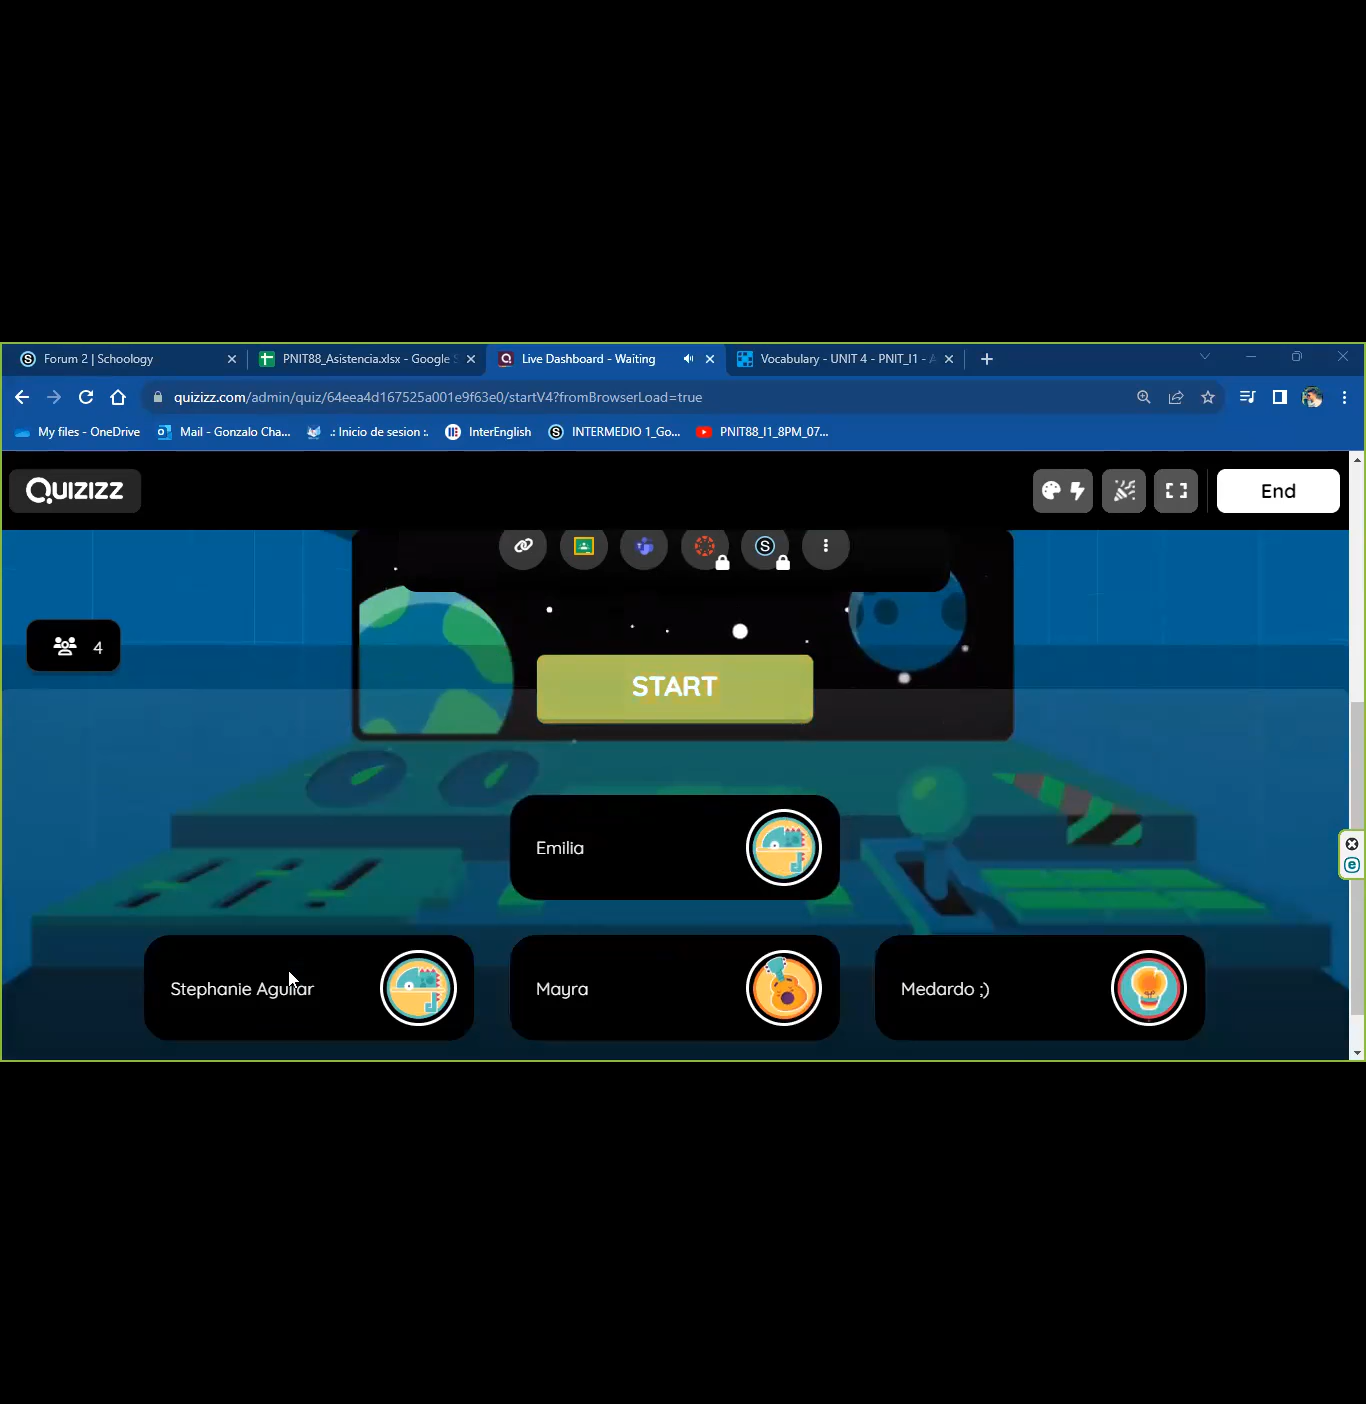 Forum 2 | Schoology
PNIT88_Asistencia.xlsx - Google S
Live Dashboard - Waiting
Vocabulary - UNIT 4 - PNIT_I1 - A
quizizz.com/admin/quiz/64eea4d167525a001e9f63e0/startV4?fromBrowserLoad=true
My files - OneDrive
Mail - Gonzalo Cha...
.: Inicio de sesion :.
InterEnglish
INTERMEDIO 1_Go...
PNIT88_I1_8PM_07...
QUIZIZZ
End
4
START
Emilia
Stephanie Aguilar
Mayra
Medardo ;)